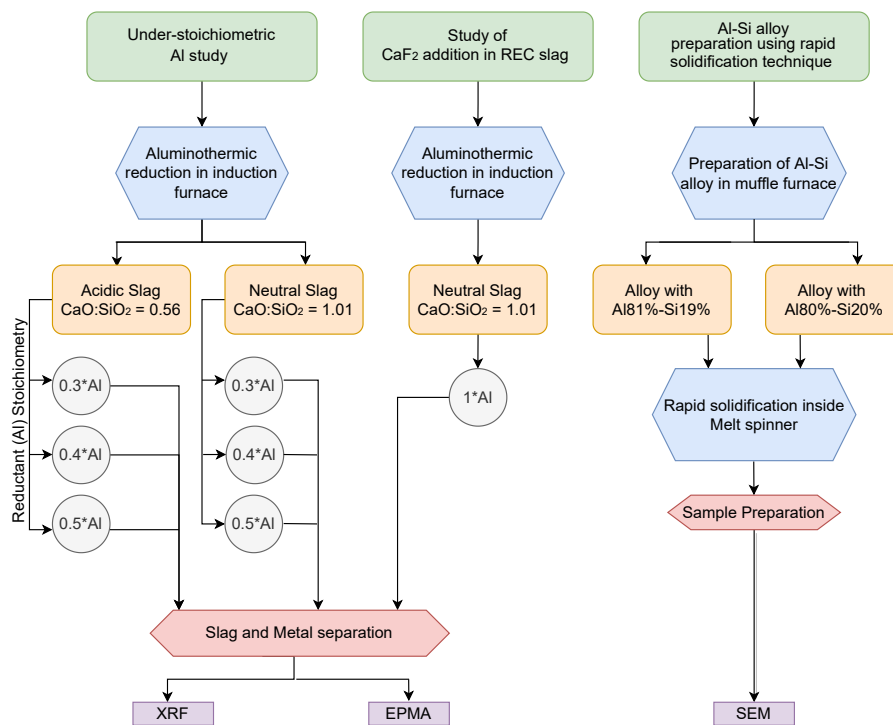 Under-stoichiometric
Al study
Study of
CaF2 addition in REC slag
Al-Si alloy
preparation using rapid
solidification technique
Aluminothermic
reduction in induction
furnace
Aluminothermic
reduction in induction
furnace
Preparation of Al-Si
alloy in muffle furnace
Acidic Slag
CaO:SiO2 = 0.56
Neutral Slag
CaO:SiO2 = 1.01
Neutral Slag
CaO:SiO2 = 1.01
Alloy with
Al81%-Si19%
Alloy with
Al80%-Si20%
Reductant (Al) Stoichiometry
0.3*Al
0.4*Al
0.5*Al
0.3*Al
0.4*Al
0.5*Al
1*Al
Rapid solidification inside
Melt spinner
Sample Preparation
Slag and Metal separation
XRF
EPMA
SEM